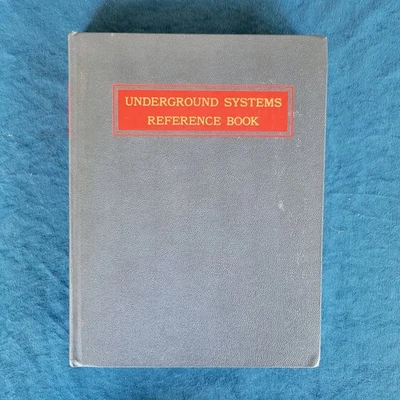 UNDERGROUND SYSTEMS
REFERENCE BOOK